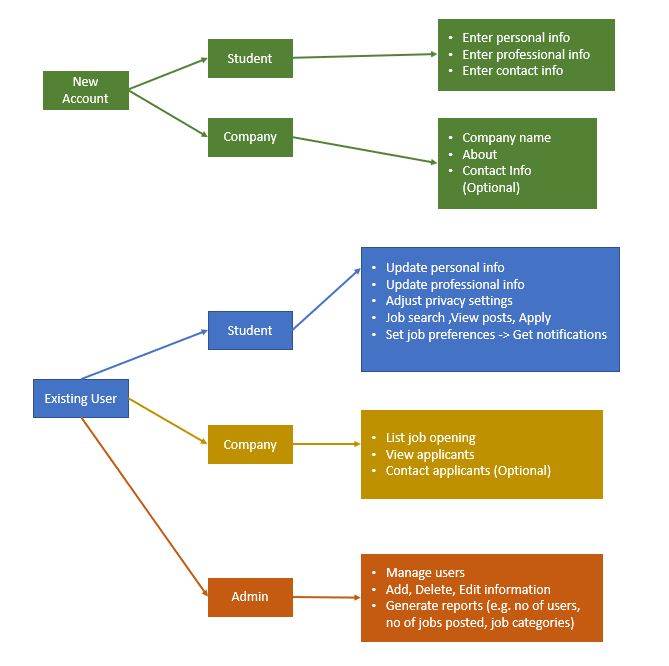 New
Account
Student
• Enter personal info
• Enter professional info
• Enter contact info
Company
• Company name
• About
• Contact Info
(Optional)
Existing User
Student
• Update personal info
• Update professional info
• Adjust privacy settings
• Job search ,View posts, Apply
• Set job preferences -> Get notifications
Company
• List job opening
• View applicants
• Contact applicants (Optional)
Admin
• Manage users
• Add, Delete, Edit information
• Generate reports (e.g. no of users,
no of jobs posted, job categories)